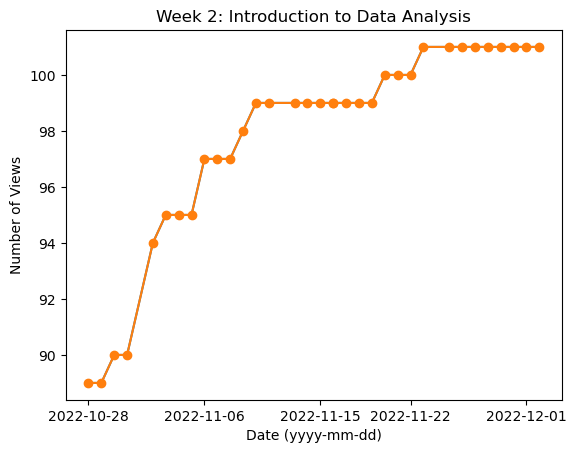 Week 2: Introduction to Data Analysis
Number of Views
100
98
96
94
92
90
2022-10-28 2022-11-06 2022-11-15 2022-11-22 2022-12-01
Date (yyyy-mm-dd)